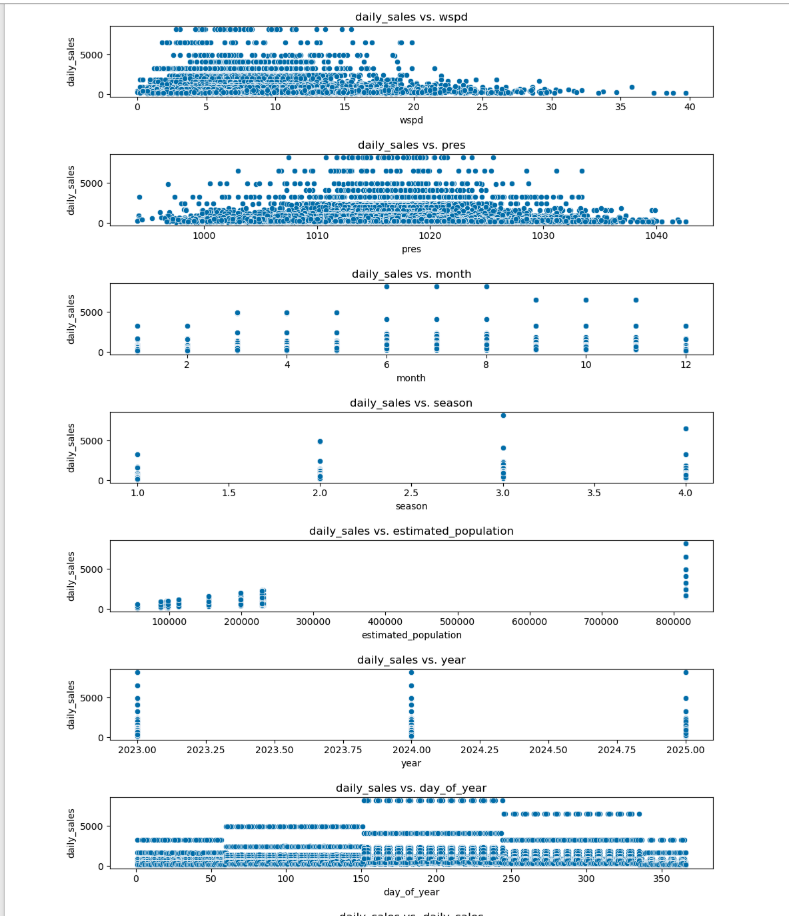 daily_sales vs. wspd
daily_sales
5000
0
0 5 10 15 20 25 30 35 40
wspd
daily_sales vs. pres
daily_sales
5000
0
1000 1010 1020 1030 1040
pres
daily_sales vs. month
daily_sales
5000
0
2 4 6 8 10 12
month
daily_sales vs. season
daily_sales
5000
0
1.0 1.5 2.0 2.5 3.0 3.5 4.0
season
daily_sales vs. estimated_population
daily_sales
5000
0
100000 200000 300000 400000 500000 600000 700000 800000
estimated_population
daily_sales vs. year
daily_sales
5000
0
2023.00 2023.25 2023.50 2023.75 2024.00 2024.25 2024.50 2024.75 2025.00
year
daily_sales vs. day_of_year
daily_sales
5000
0
0 50 100 150 200 250 300 350
day_of_year
daily_sales vs. daily_sales